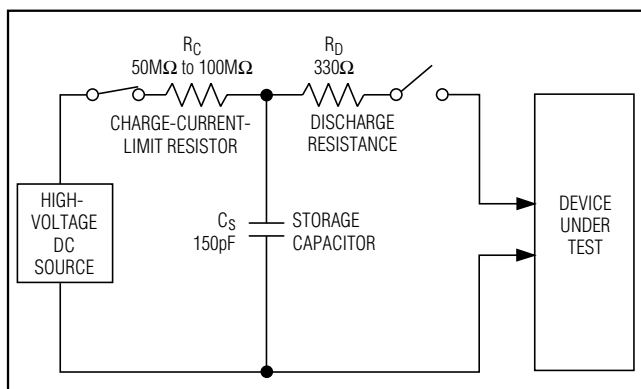 R_C
50MΩ to 100MΩ
CHARGE-CURRENT-
LIMIT RESISTOR
R_D
330Ω
DISCHARGE
RESISTANCE
HIGH-
VOLTAGE
DC
SOURCE
C_S
150pF
STORAGE
CAPACITOR
DEVICE
UNDER
TEST